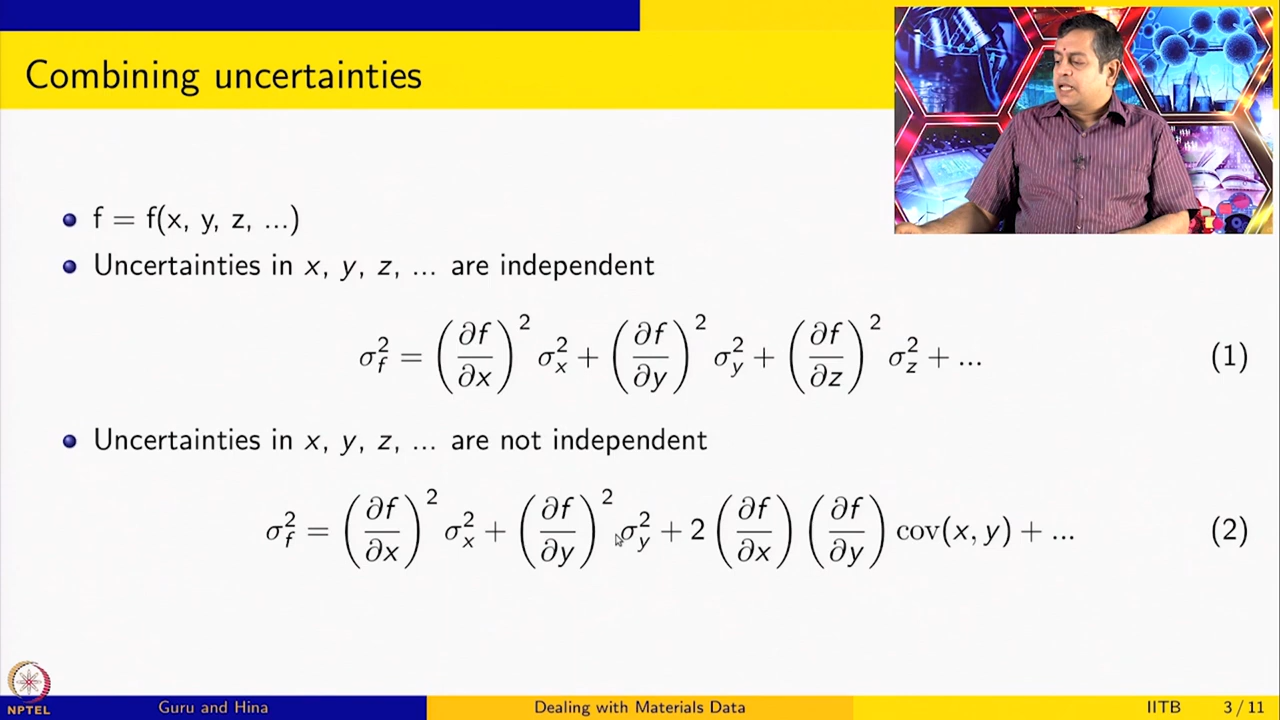 Combining uncertainties
f = f(x, y, z, ...)
Uncertainties in x, y, z, ... are independent
σ_f^2 = (∂f/∂x)^2 σ_x^2 + (∂f/∂y)^2 σ_y^2 + (∂f/∂z)^2 σ_z^2 + ... (1)
Uncertainties in x, y, z, ... are not independent
σ_f^2 = (∂f/∂x)^2 σ_x^2 + (∂f/∂y)^2 σ_y^2 + 2 (∂f/∂x) (∂f/∂y) cov(x, y) + ... (2)
NPTEL
Guru and Hina Dealing with Materials Data IITB 3 / 11